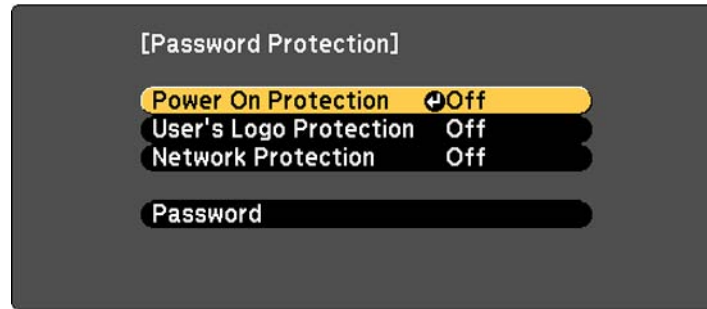 [Password Protection]
Power On Protection Off
User's Logo Protection Off
Network Protection Off
Password